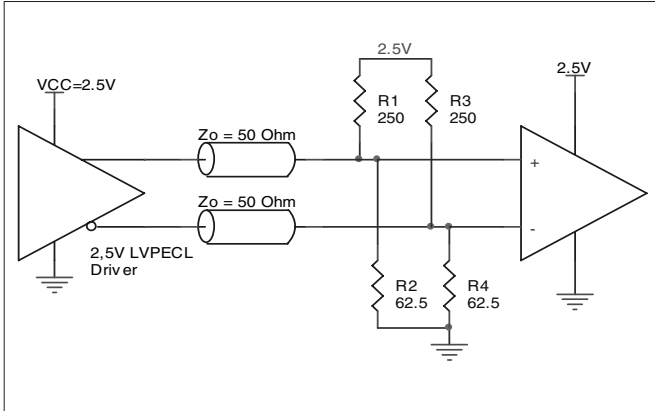 2.5V
VCC=2.5V
2.5V
R1
250
R3
250
Zo = 50 Ohm
+
Zo = 50 Ohm
-
2,5V LVPECL
Driver
R2
62.5
R4
62.5